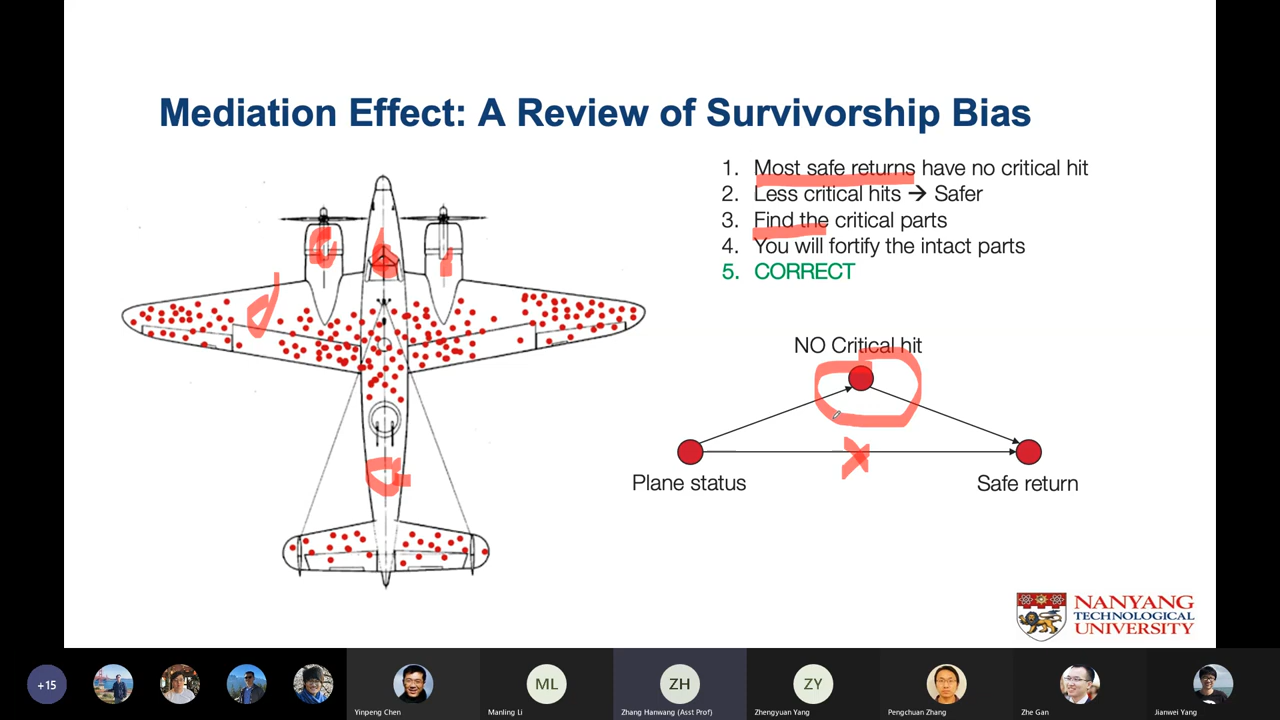 Mediation Effect: A Review of Survivorship Bias
1. Most safe returns have no critical hit
2. Less critical hits → Safer
3. Find the critical parts
4. You will fortify the intact parts
5. CORRECT
NO Critical hit
Plane status
Safe return
NANYANG
TECHNOLOGICAL
UNIVERSITY
+15
ML
ZH
ZY
Yinpeng Chen
Manling Li
Zhang Hanwang (Asst Prof)
Zhengyuan Yang
Pengchuan Zhang
Zhe Gan
Jianwei Yang